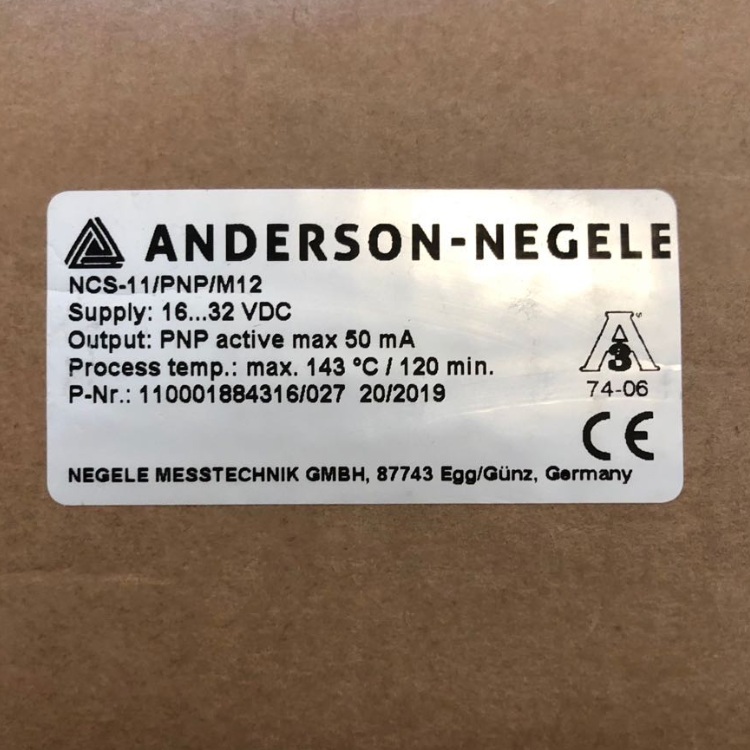 ANDERSON-NEGELE
NCS-11/PNP/M12
Supply: 16...32 VDC
Output: PNP active max 50 mA
Process temp.: max. 143 ºC / 120 min.
P-Nr.: 110001884316/027 20/2019
A
3
74-06
CE
NEGELE MESSTECHNIK GMBH, 87743 Egg/Günz, Germany